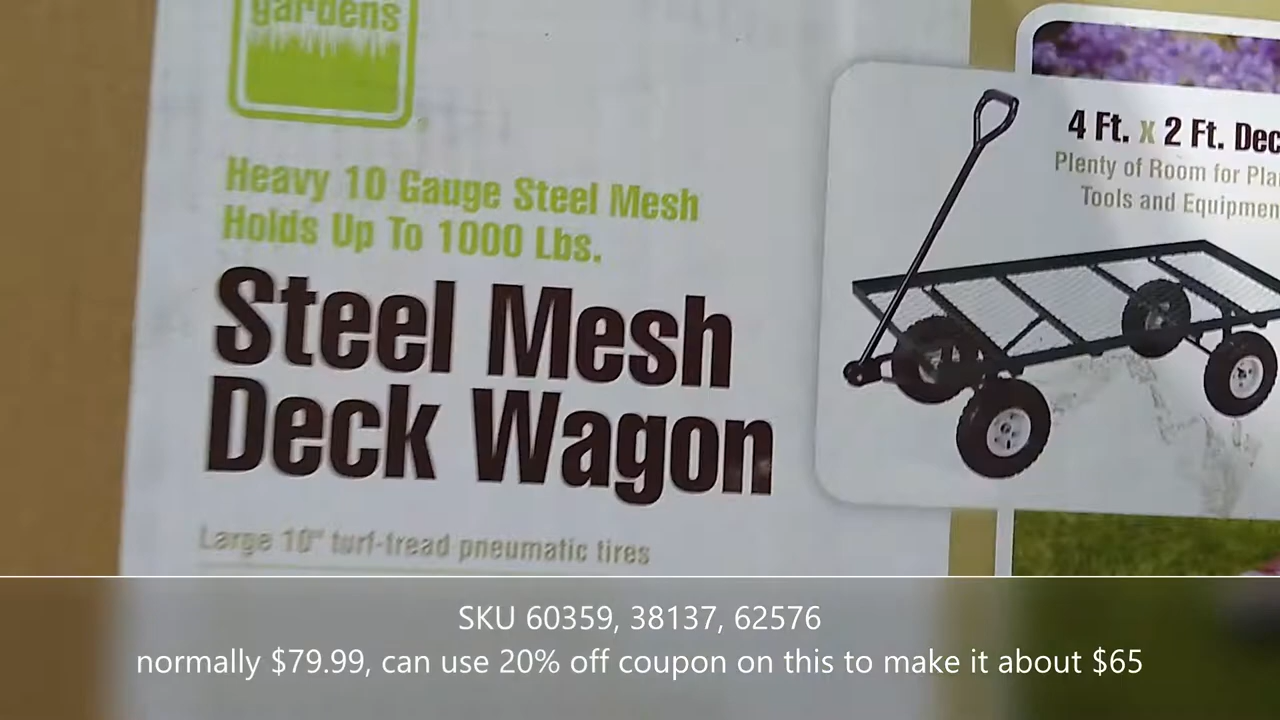 gardens
Heavy 10 Gauge Steel Mesh
Holds Up To 1000 Lbs.
Steel Mesh
Deck Wagon
Large 10" turf-tread pneumatic tires
4 Ft. x 2 Ft. Dec
Plenty of Room for Pla
Tools and Equipmen
SKU 60359, 38137, 62576
normally $79.99, can use 20% off coupon on this to make it about $65